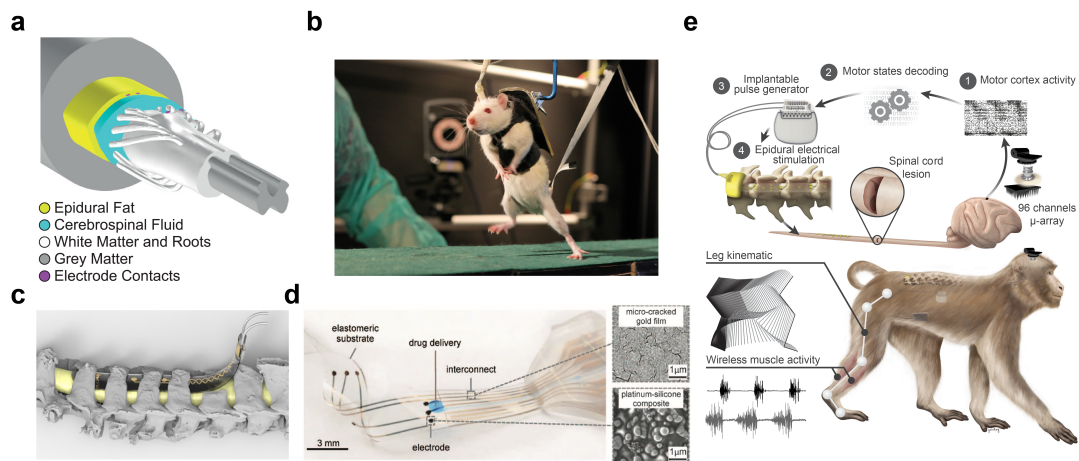 a
Epidural Fat
Cerebrospinal Fluid
White Matter and Roots
Grey Matter
Electrode Contacts
b
c
d
elastomeric
substrate
drug delivery
interconnect
electrode
3 mm
micro-cracked
gold film
1µm
platinum-silicone
composite
1µm
e
3 Implantable
pulse generator
2 Motor states decoding
1 Motor cortex activity
4 Epidural electrical
stimulation
Spinal cord
lesion
96 channels
µ-array
Leg kinematic
Wireless muscle activity